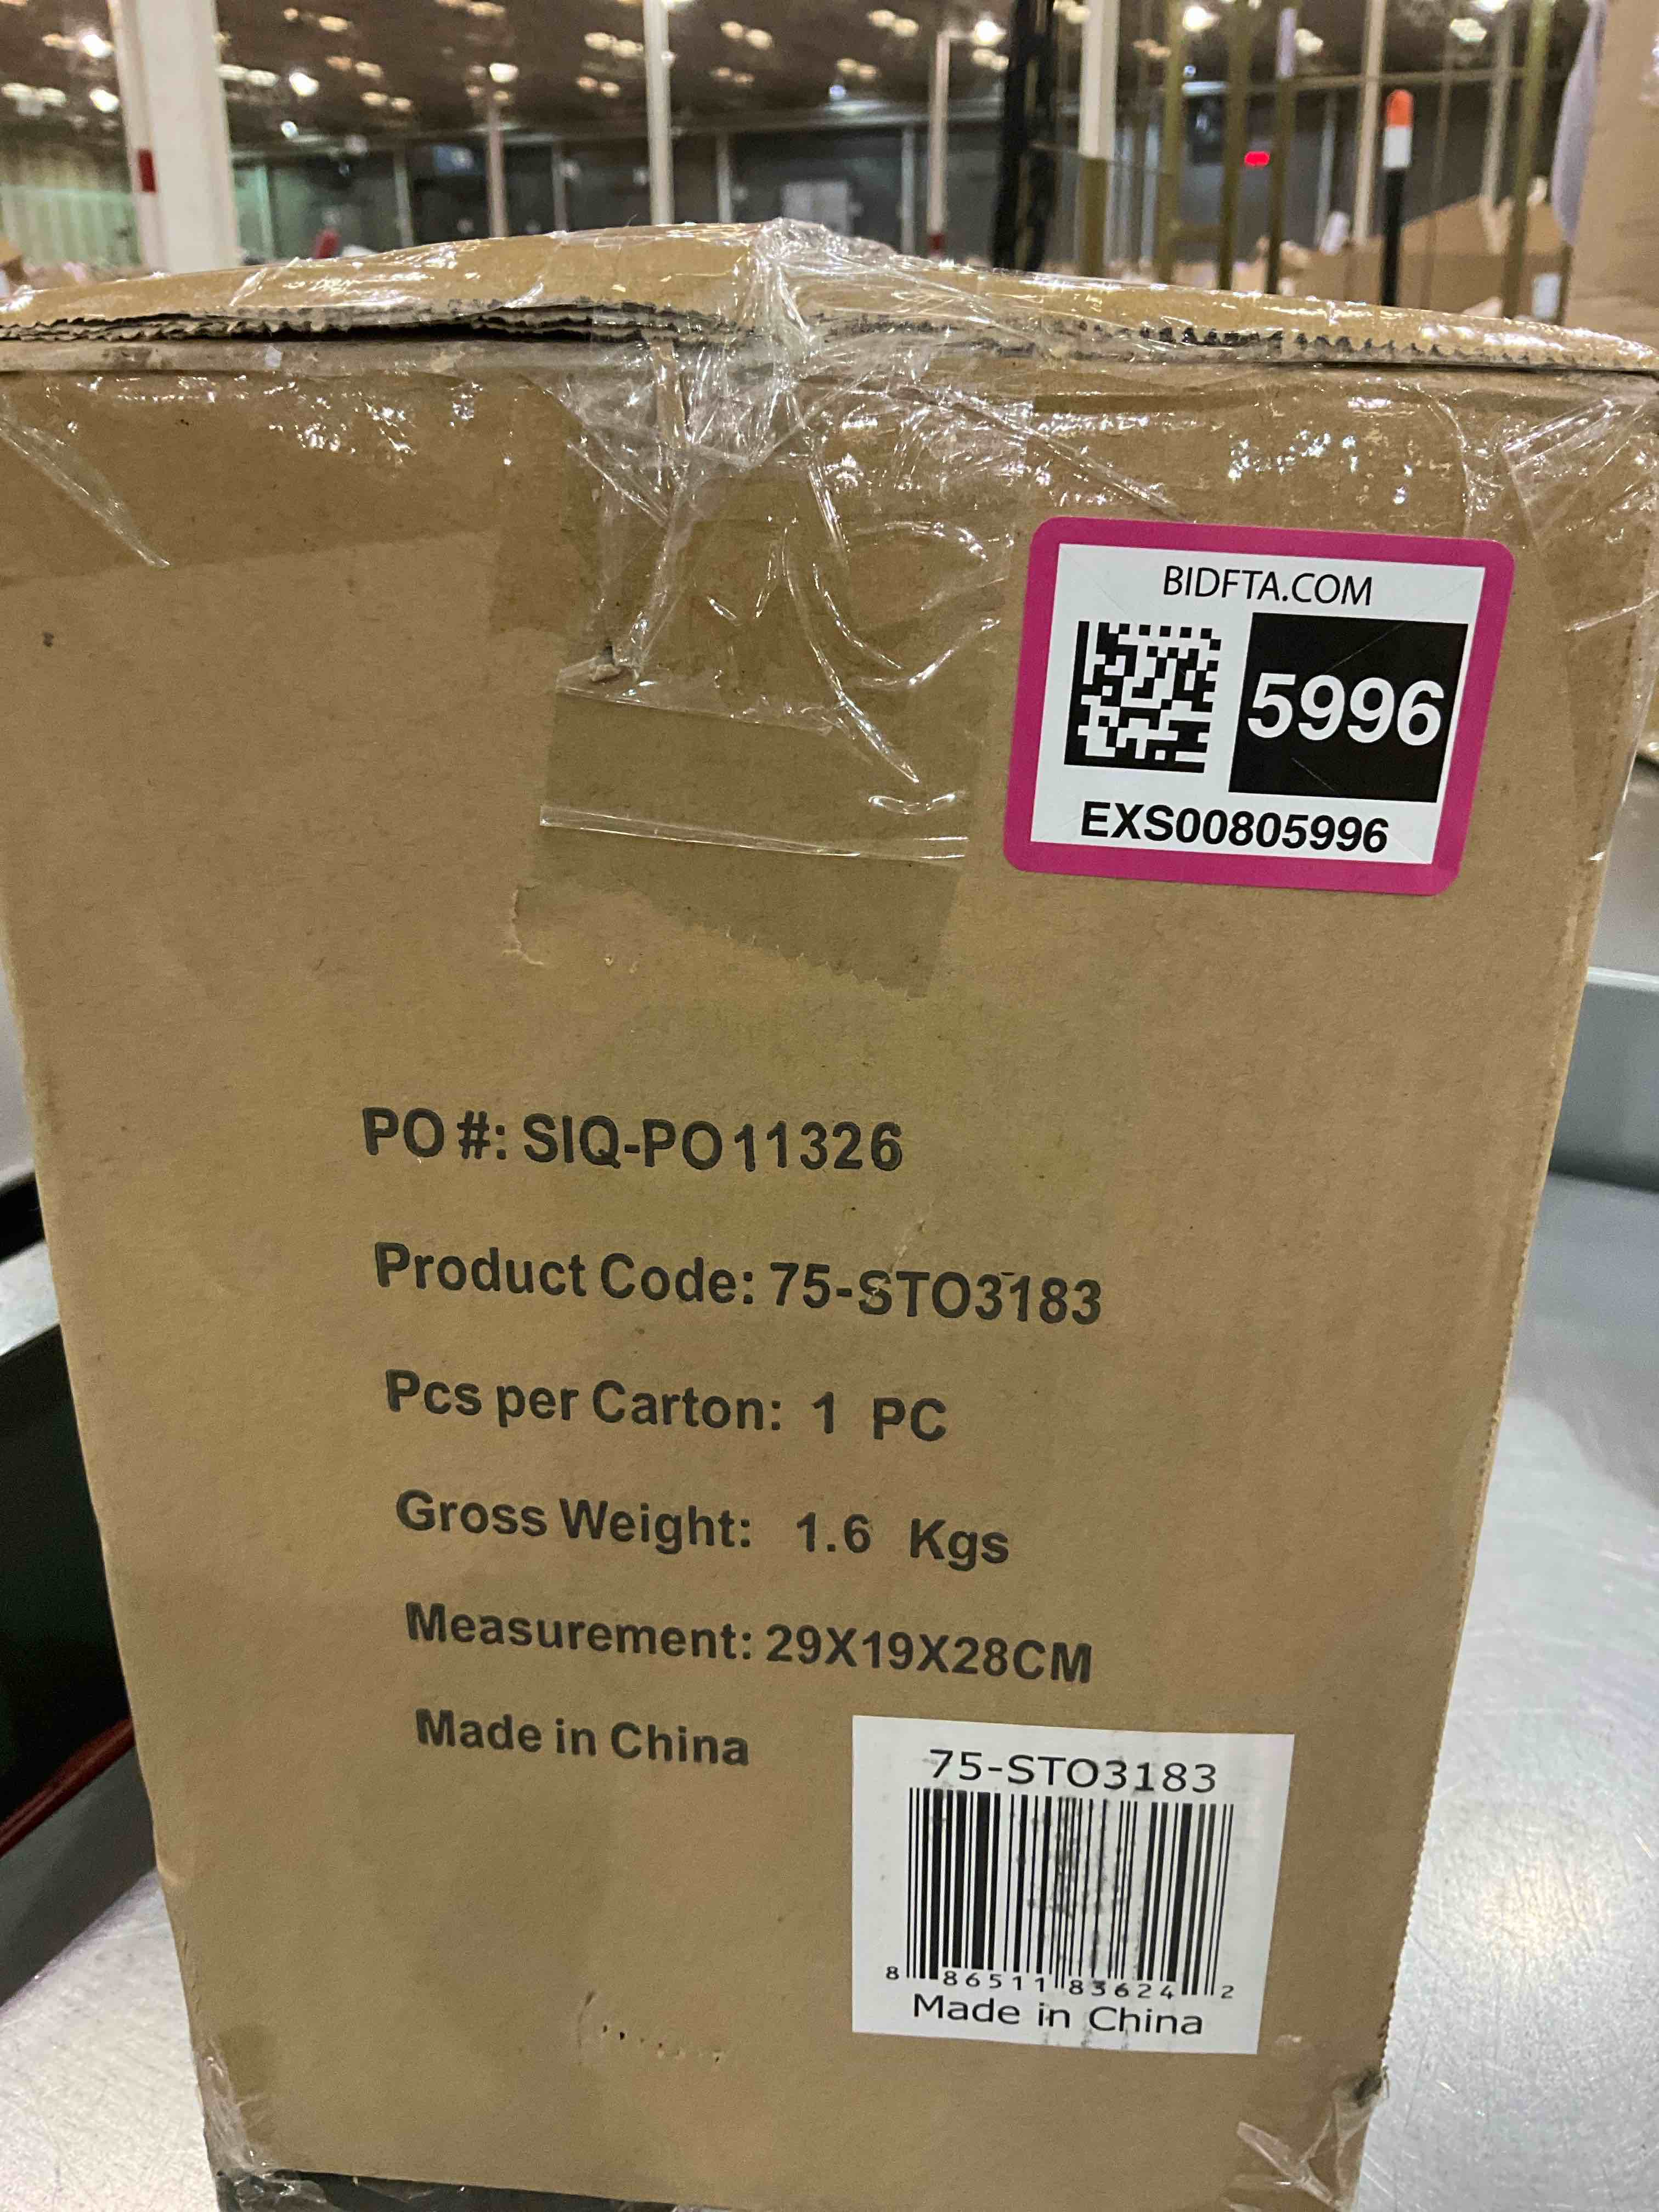 BIDFTA.COM
5996
EXS00805996
PO #: SIQ-PO11326
Product Code: 75-STO3183
Pcs per Carton: 1 PC
Gross Weight: 1.6 Kgs
Measurement: 29X19X28CM
Made in China
75-STO3183
8 86511 83624 2
Made in China